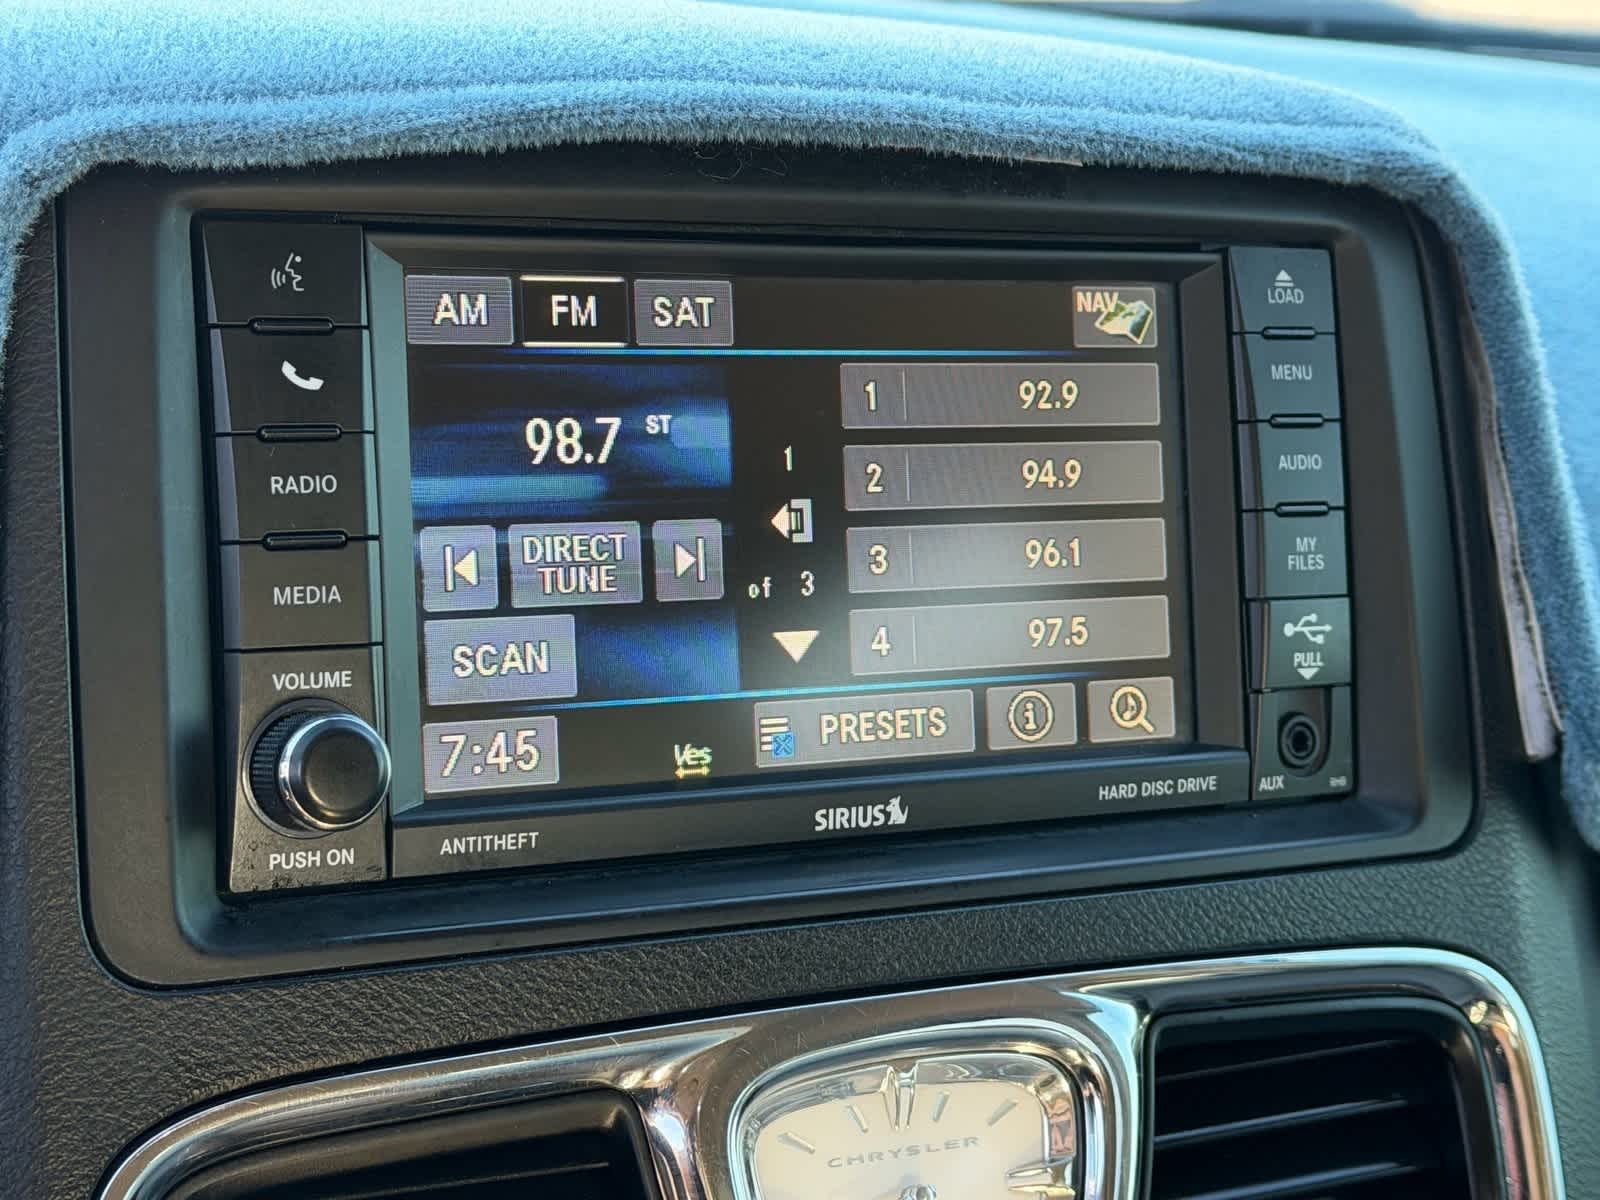 AM FM SAT NAV
98.7 ST
DIRECT
TUNE
SCAN
7:45
Ves
1
of 3
1 92.9
2 94.9
3 96.1
4 97.5
PRESETS
i
RADIO
MEDIA
VOLUME
PUSH ON
ANTITHEFT
SIRIUS
HARD DISC DRIVE
LOAD
MENU
AUDIO
MY
FILES
PULL
AUX
RHB
CHRYSLER